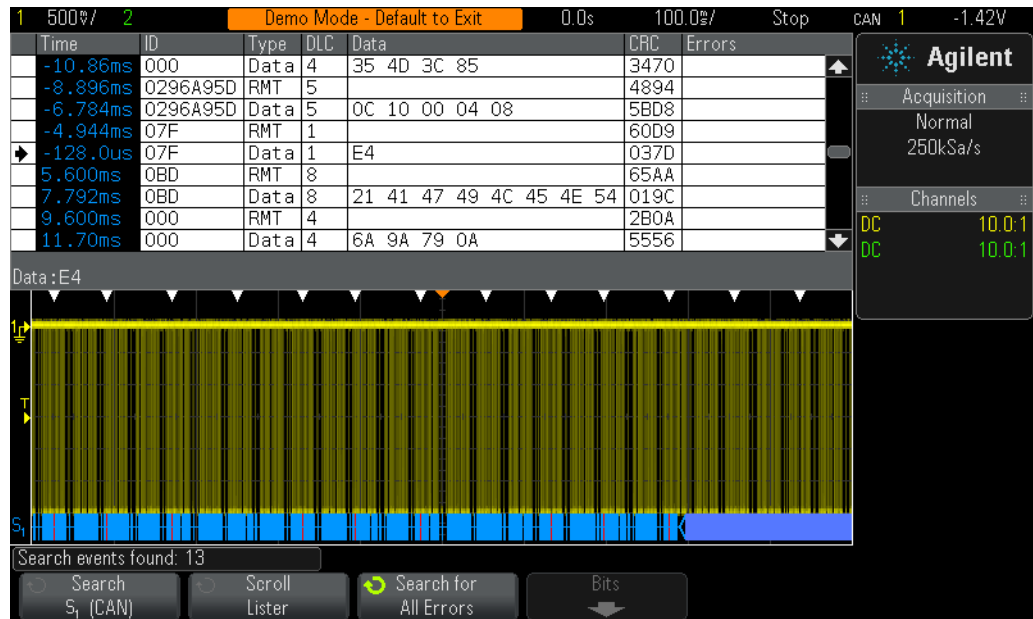 1 500mV/ 2 Demo Mode - Default to Exit 0.0s 100.0ms/ Stop CAN 1 -1.42V
Time ID Type DLC Data CRC Errors
-10.86ms 000 Data 4 35 4D 3C 85 3470
-8.896ms 0296A95D RMT 5 4894
-6.784ms 0296A95D Data 5 0C 10 00 04 08 5BD8
-4.944ms 07F RMT 1 60D9
-128.0us 07F Data 1 E4 037D
5.600ms 0BD RMT 8 65AA
7.792ms 0BD Data 8 21 41 47 49 4C 45 4E 54 019C
9.600ms 000 RMT 4 2B0A
11.70ms 000 Data 4 6A 9A 79 0A 5556
Data:E4
Agilent
Acquisition
Normal
250kSa/s
Channels
DC 10.0:1
DC 10.0:1
1
T
S1
Search events found: 13
Search
S1 (CAN)
Scroll
Lister
Search for
All Errors
Bits